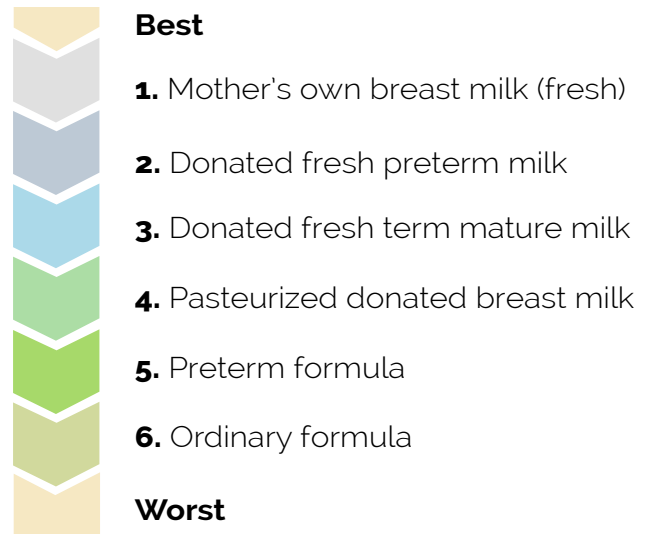 Best
1. Mother's own breast milk (fresh)
2. Donated fresh preterm milk
3. Donated fresh term mature milk
4. Pasteurized donated breast milk
5. Preterm formula
6. Ordinary formula
Worst